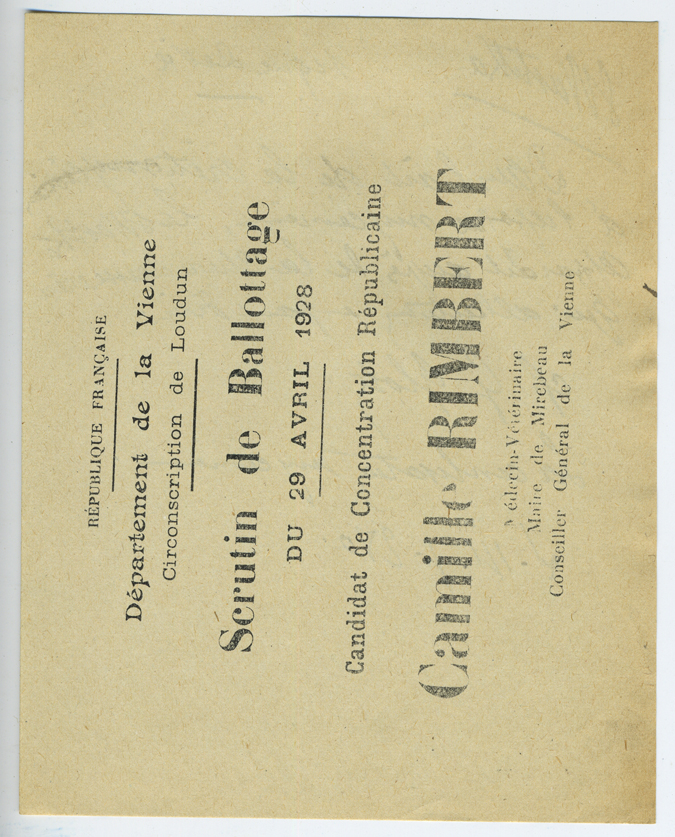 RÉPUBLIQUE FRANÇAISE
Département de la Vienne
Circonscription de Loudun
Scrutin de Ballottage
DU 29 AVRIL 1928
Candidat de Concentration Républicaine
Camille RIMBERT
Médecin-Vétérinaire
Maire de Mirebeau
Conseiller Général de la Vienne